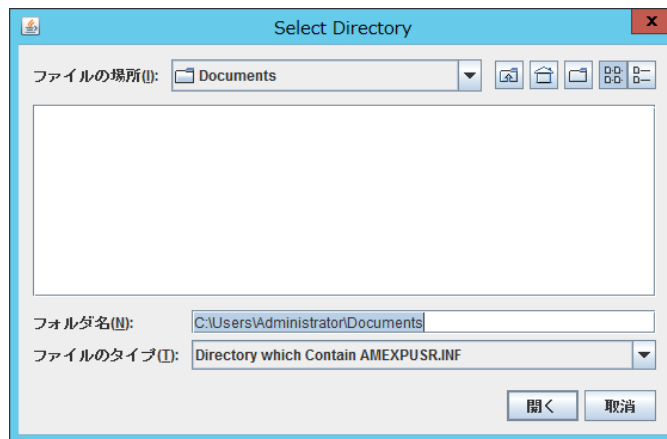 Select Directory
x
ファイルの場所(I): Documents
フォルダ名(N): C:\Users\Administrator\Documents
ファイルのタイプ(T): Directory which Contain AMEXPUSR.INF
開く 取消